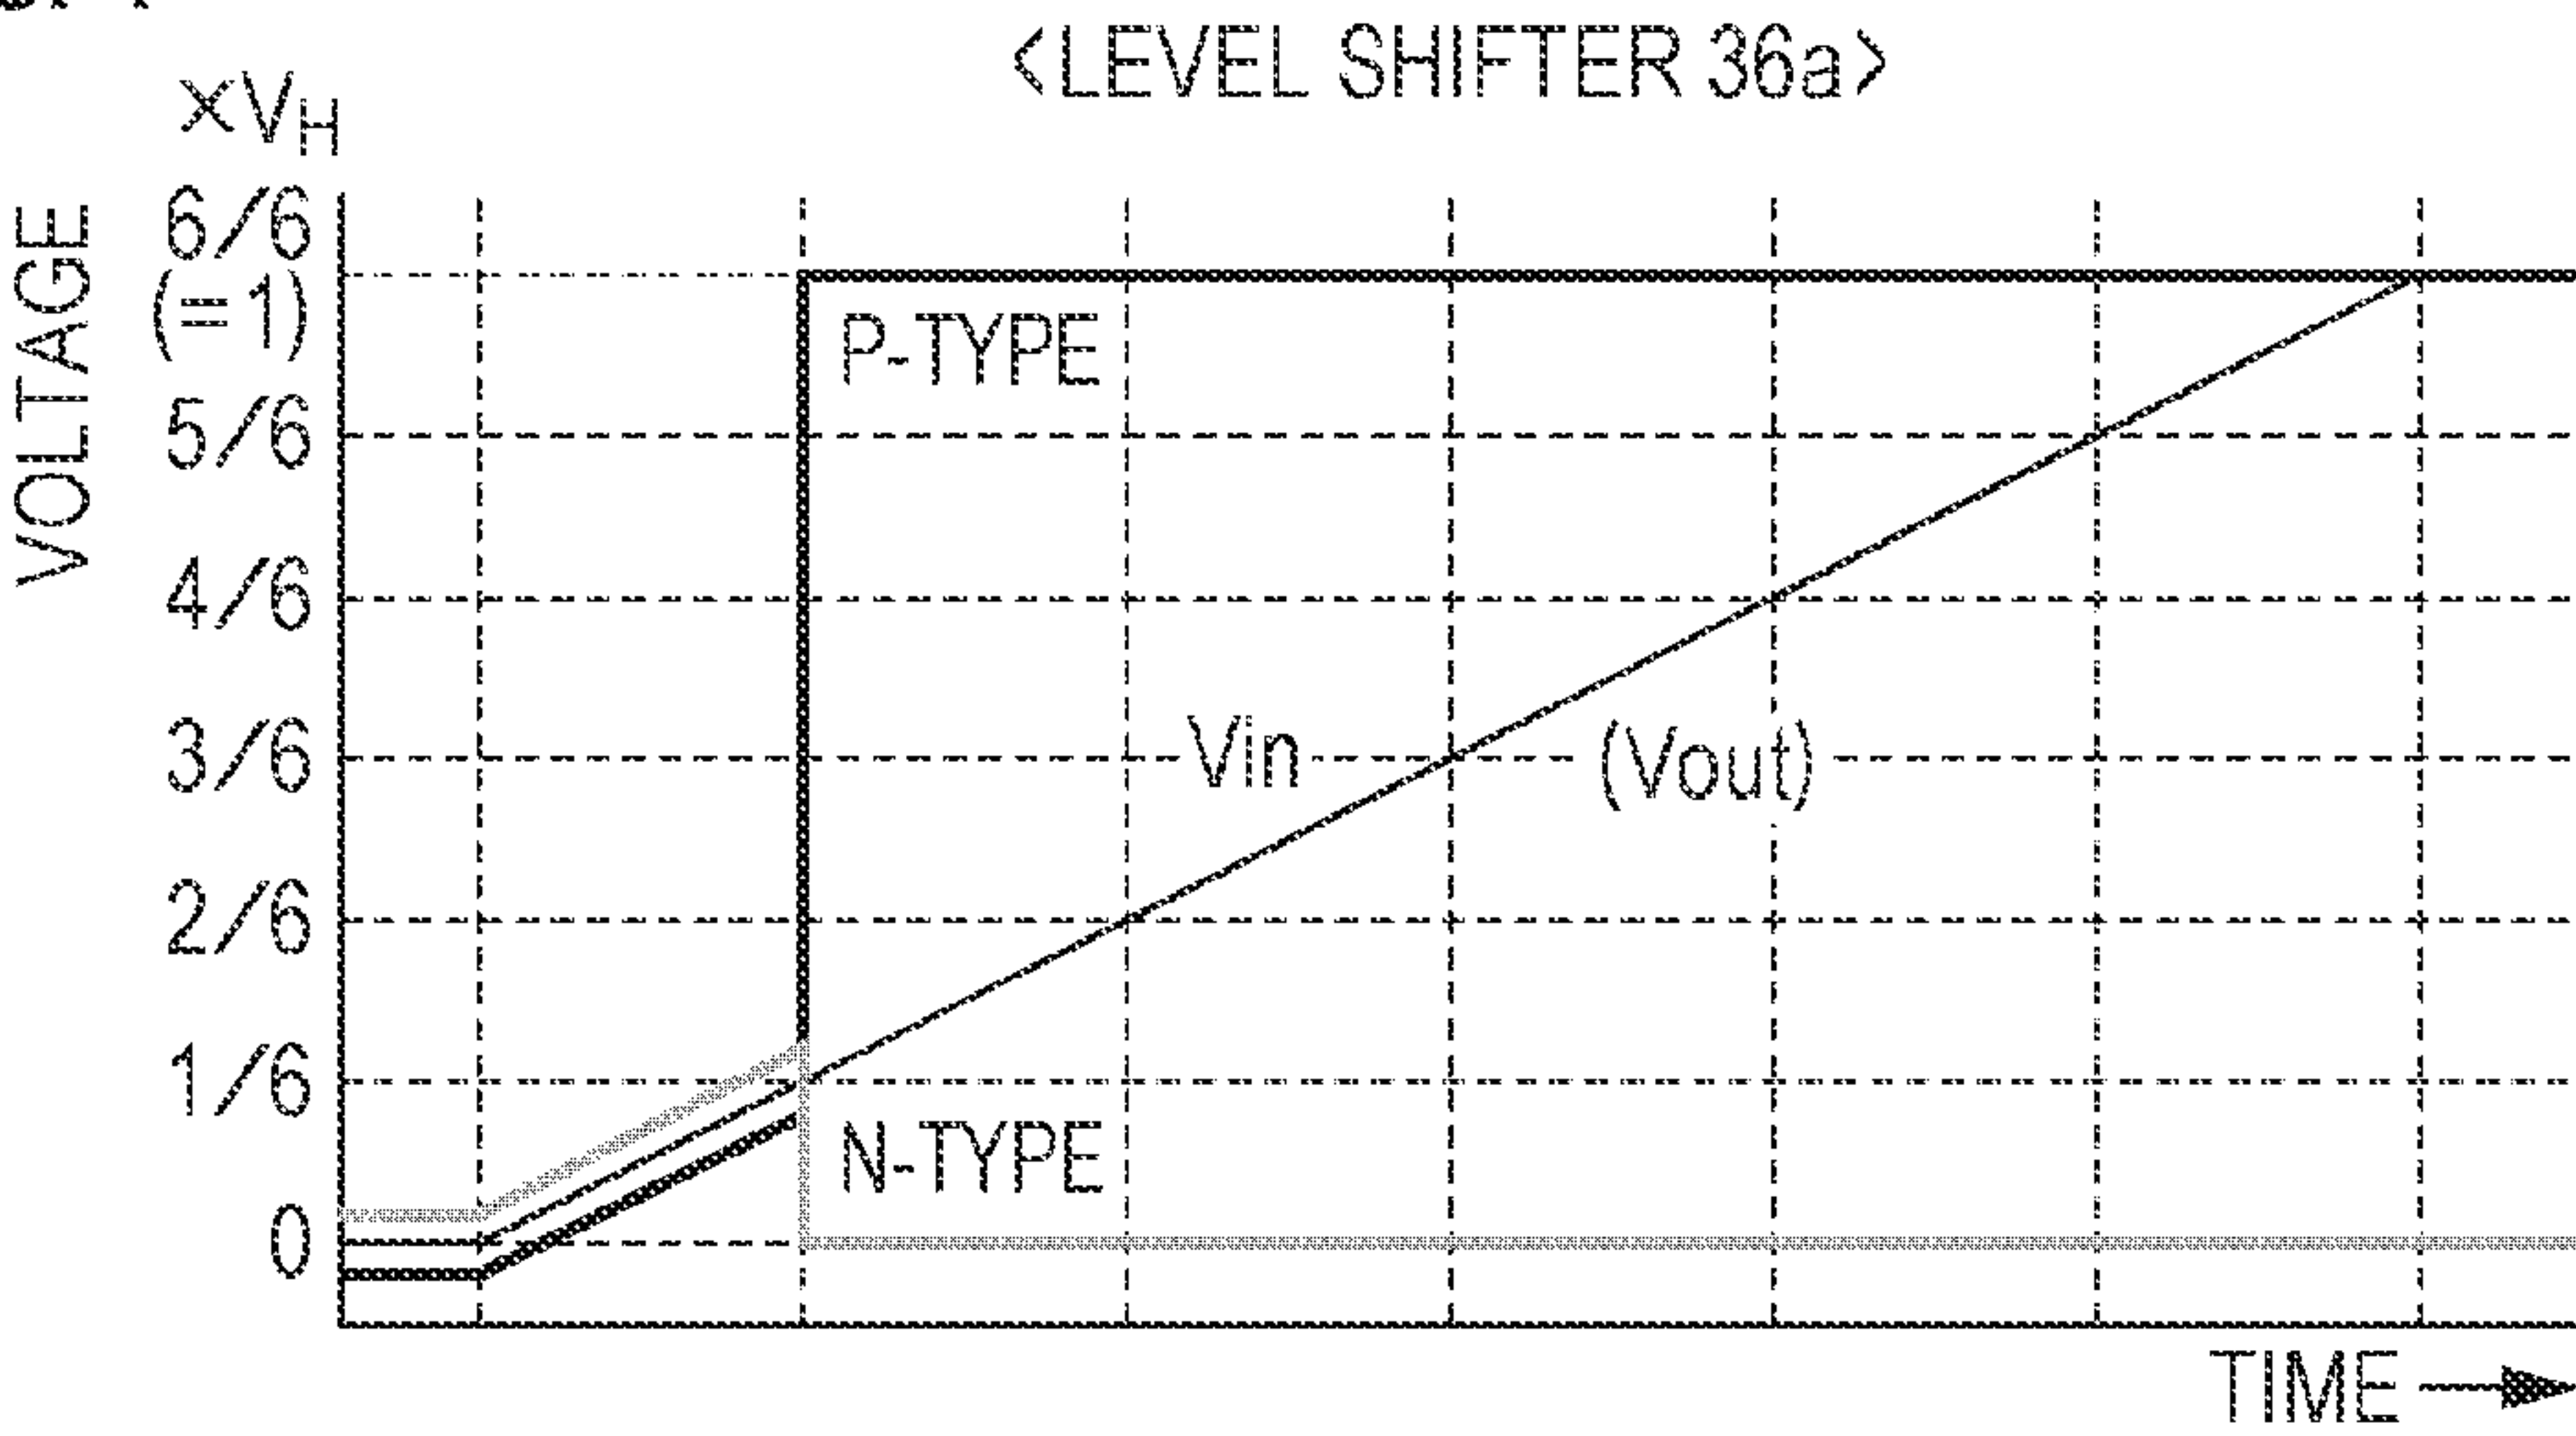 <LEVEL SHIFTER 36a>
×VH
VOLTAGE
6/6
(=1)
P-TYPE
5/6
4/6
3/6
Vin
(Vout)
2/6
1/6
N-TYPE
0
TIME